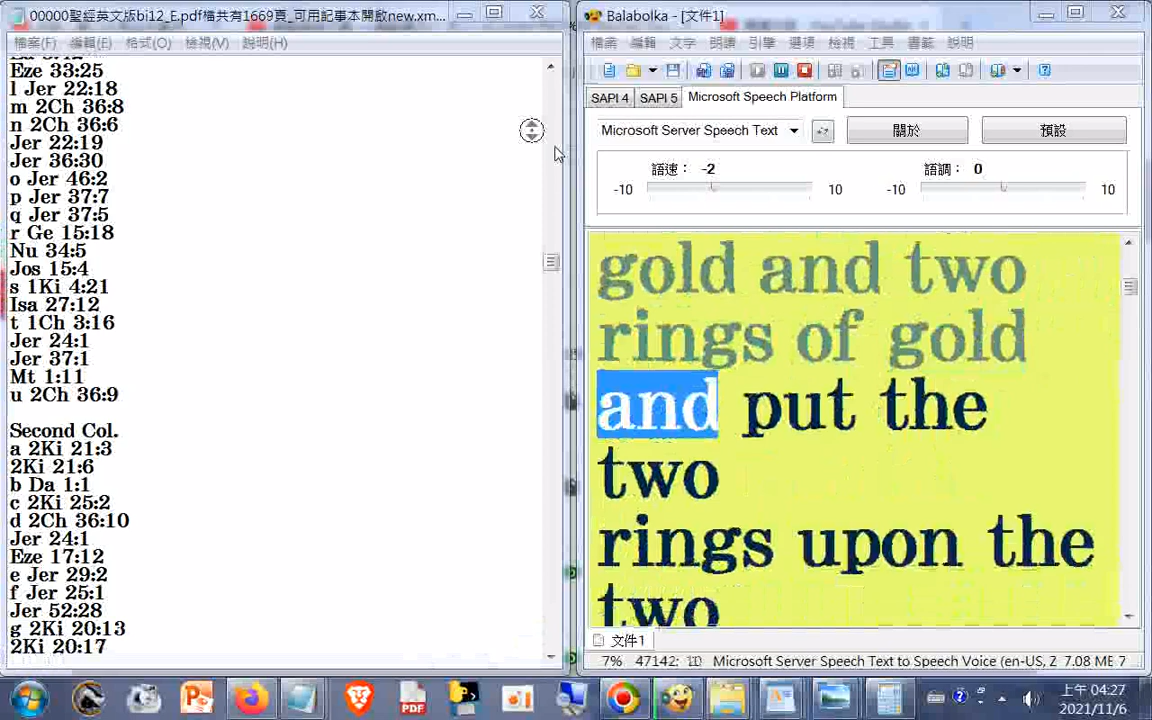 00000聖經英文版bi12_E.pdf檔共有1669頁_可用記事本開啟new.xm...
檔案(F) 編輯(E) 格式(O) 檢視(V) 說明(H)
Eze 33:25
l Jer 22:18
m 2Ch 36:8
n 2Ch 36:6
Jer 22:19
Jer 36:30
o Jer 46:2
p Jer 37:7
q Jer 37:5
r Ge 15:18
Nu 34:5
Jos 15:4
s 1Ki 4:21
Isa 27:12
t 1Ch 3:16
Jer 24:1
Jer 37:1
Mt 1:11
u 2Ch 36:9
Second Col.
a 2Ki 21:3
2Ki 21:6
b Da 1:1
c 2Ki 25:2
d 2Ch 36:10
Jer 24:1
Eze 17:12
e Jer 29:2
f Jer 25:1
Jer 52:28
g 2Ki 20:13
2Ki 20:17
Balabolka - [文件1]
檔案 編輯 文字 朗讀 引擎 選項 檢視 工具 書籤 說明
SAPI 4 SAPI 5 Microsoft Speech Platform
Microsoft Server Speech Text 關於 預設
語速： -2 語調： 0
-10 10 -10 10
gold and two
rings of gold
and put the
two
rings upon the
two
文件1
7% 47142: 10 Microsoft Server Speech Text to Speech Voice (en-US, 2 7.08 ME 7
PDF
上午 04:27
2021/11/6